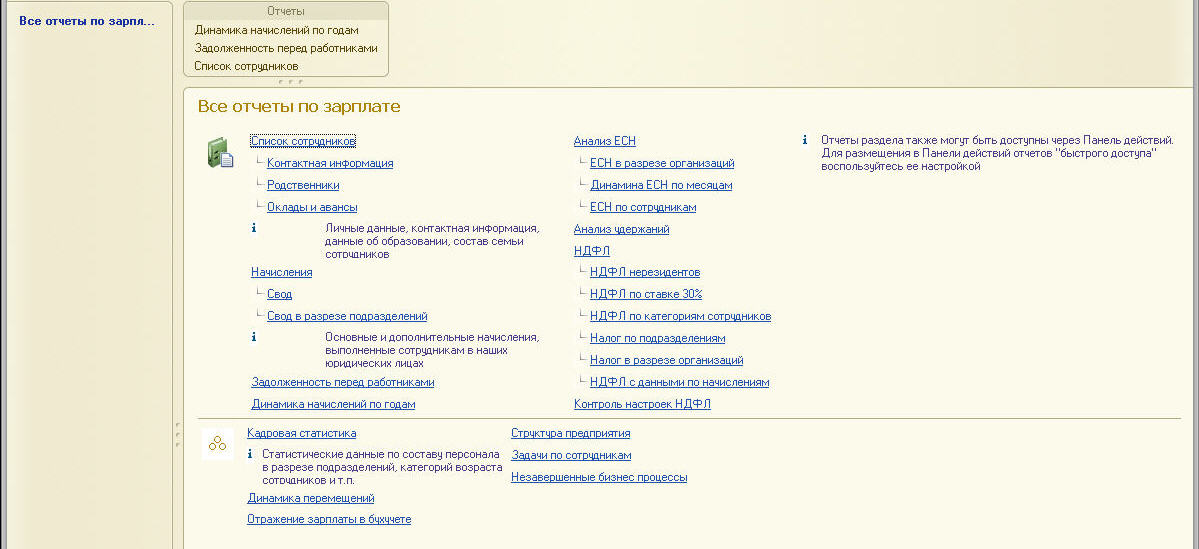 Все отчеты по зарпл...
Отчеты
Динамика начислений по годам
Задолженность перед работниками
Список сотрудников
Все отчеты по зарплате
Список сотрудников
Контактная информация
Родственники
Оклады и авансы
Личные данные, контактная информация,
данные об образовании, состав семьи
сотрудников
Начисления
Свод
Свод в разрезе подразделений
Основные и дополнительные начисления,
выполненные сотрудникам в наших
юридических лицах
Задолженность перед работниками
Динамика начислений по годам
Анализ ЕСН
ЕСН в разрезе организаций
Динамина ЕСН по месяцам
ЕСН по сотрудникам
Анализ удержаний
НДФЛ
НДФЛ нерезидентов
НДФЛ по ставке 30%
НДФЛ по категориям сотрудников
Налог по подразделениям
Налог в разрезе организаций
НДФЛ с данными по начислениям
Контроль настроек НДФЛ
Отчеты раздела также могут быть доступны через Панель действий.
Для размещения в Панели действий отчетов "быстрого доступа"
воспользуйтесь ее настройкой
Кадровая статистика
Статистические данные по составу персонала
в разрезе подразделений, категорий возраста
сотрудников и т.п.
Динамика перемещений
Отражение зарплаты в бухучете
Структура предприятия
Задачи по сотрудникам
Незавершенные бизнес процессы